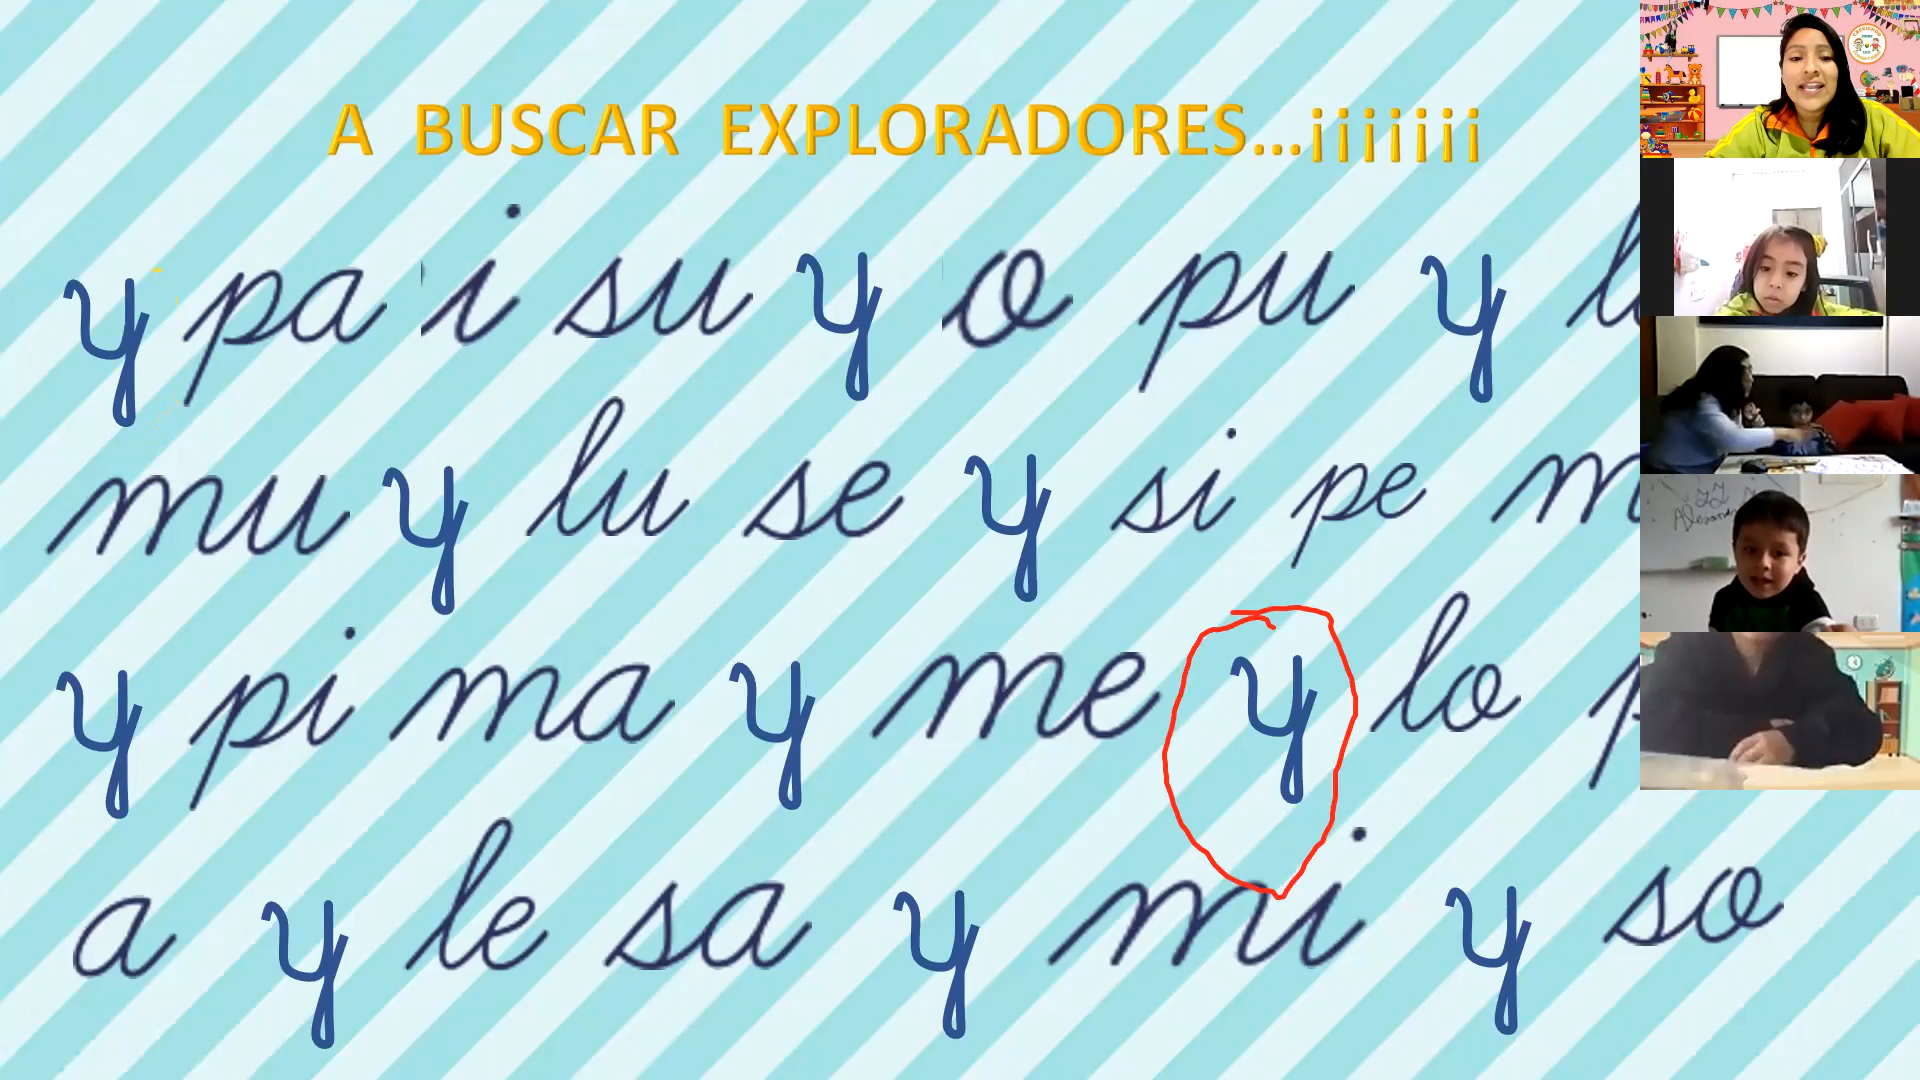 A BUSCAR EXPLORADORES...¡¡¡¡¡¡¡
y pa i su y o pu y
mu y lu se y si pe
y pi ma y me y lo
a y le sa y mi y so